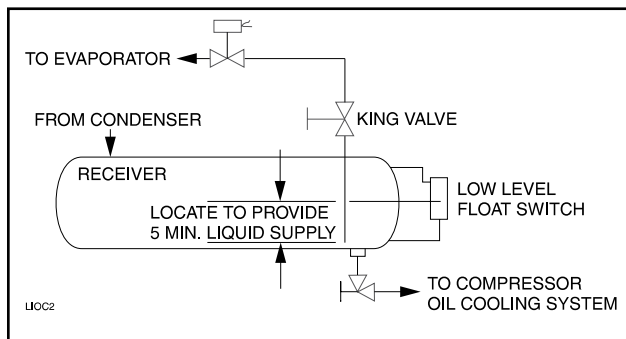 TO EVAPORATOR
FROM CONDENSER
KING VALVE
RECEIVER
LOCATE TO PROVIDE
5 MIN. LIQUID SUPPLY
LOW LEVEL
FLOAT SWITCH
TO COMPRESSOR
OIL COOLING SYSTEM
LIOC2